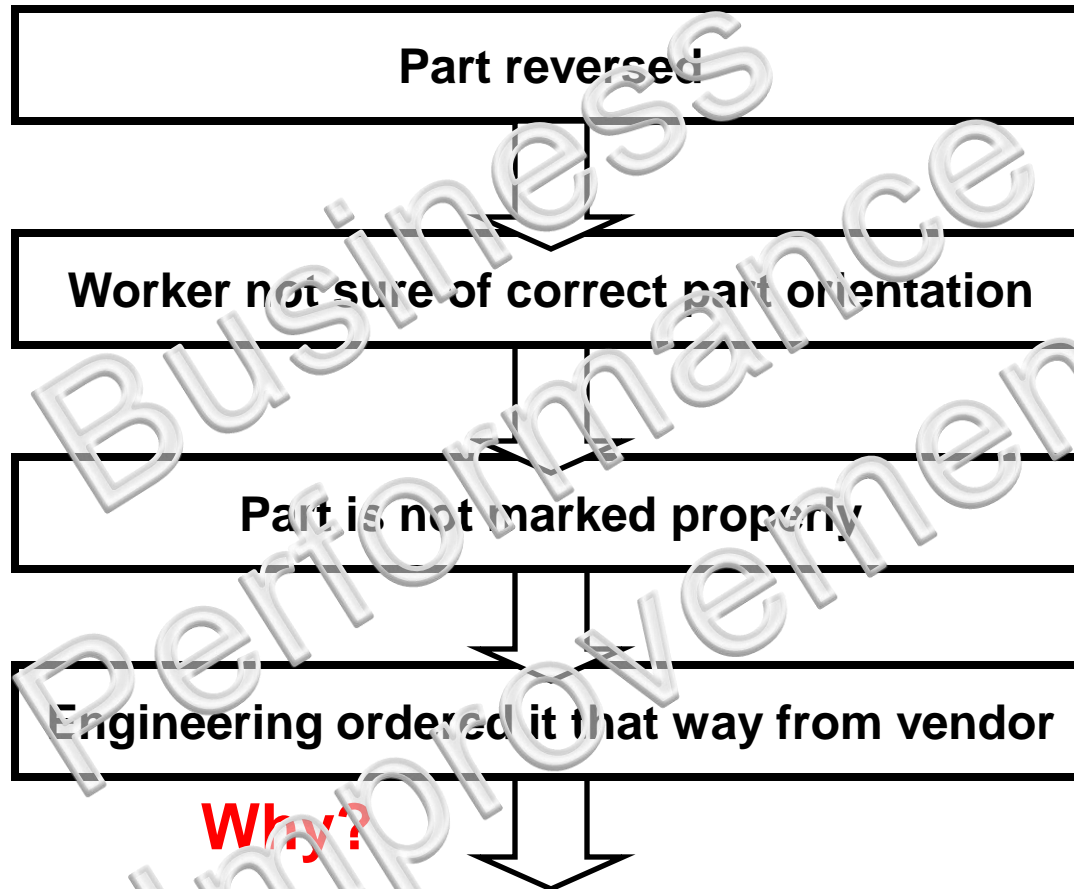 Part reversed
Worker not sure of correct part orientation
Part is not marked properly
Engineering ordered it that way from vendor
Why?
Business
Performance
Improvemen